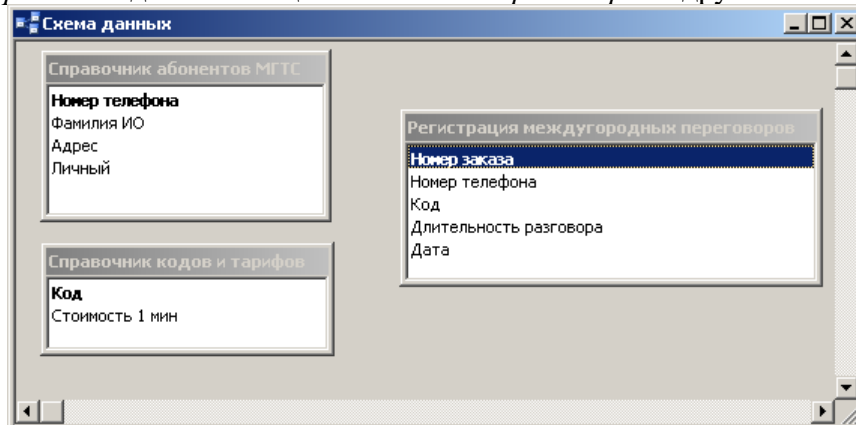 Схема данных
Справочник абонентов МГТС
Номер телефона
Фамилия ИО
Адрес
Личный
Регистрация междугородных переговоров
Номер заказа
Номер телефона
Код
Длительность разговора
Дата
Справочник кодов и тарифов
Код
Стоимость 1 мин